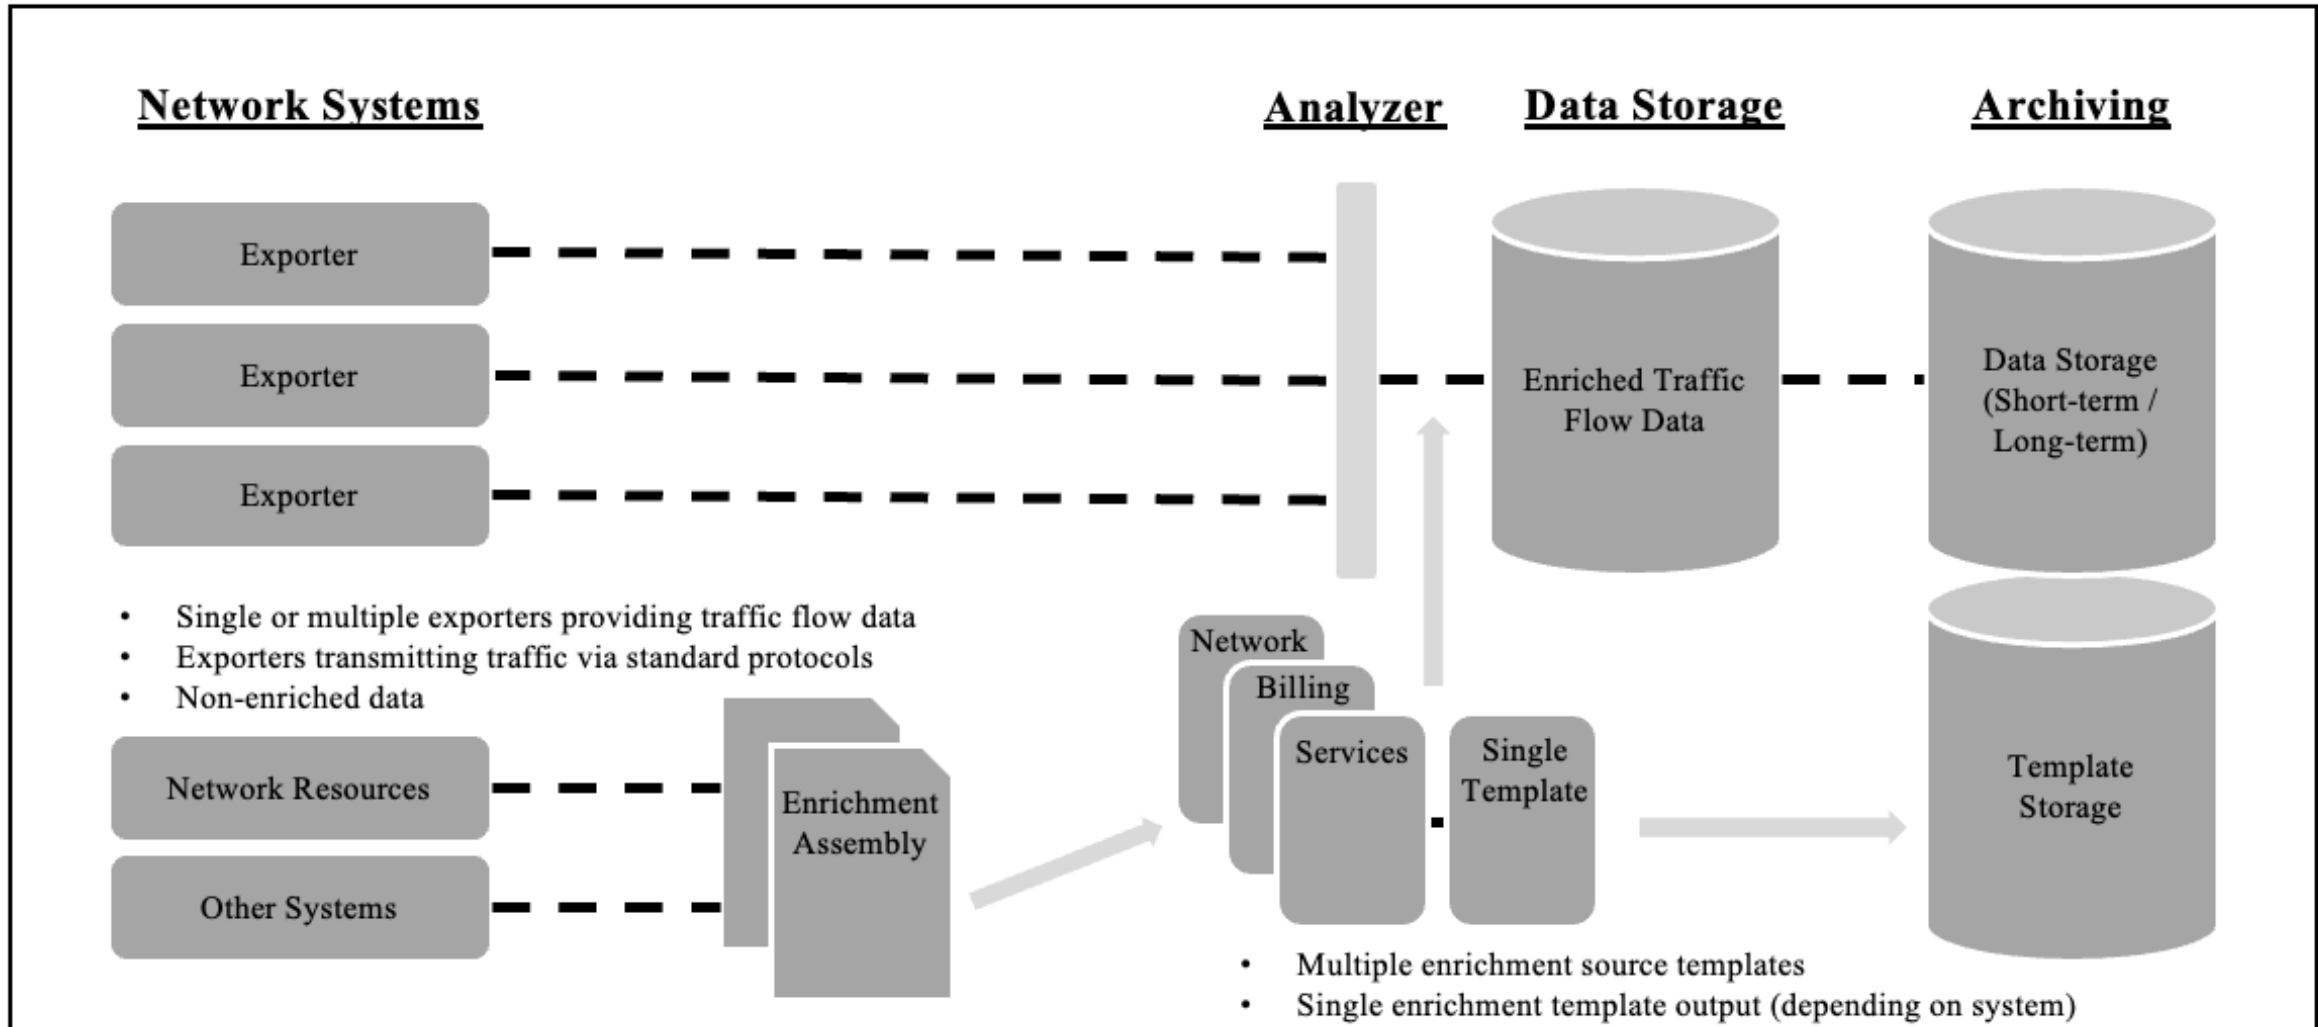 Network Systems
Analyzer
Data Storage
Archiving
Exporter
Exporter
Exporter
Enriched Traffic
Flow Data
Data Storage
(Short-term /
Long-term)
• Single or multiple exporters providing traffic flow data
• Exporters transmitting traffic via standard protocols
• Non-enriched data
Network Resources
Other Systems
Enrichment
Assembly
Network
Billing
Services
Single
Template
Template
Storage
• Multiple enrichment source templates
• Single enrichment template output (depending on system)